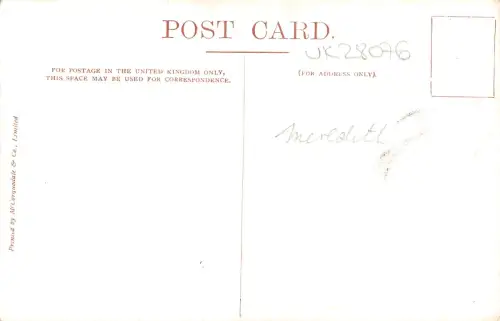 POST CARD.
UK28076
FOR POSTAGE IN THE UNITED KINGDOM ONLY,
THIS SPACE MAY BE USED FOR CORRESPONDENCE.
(FOR ADDRESS ONLY).
Meredith
Printed by McCorquodale & Co., Limited